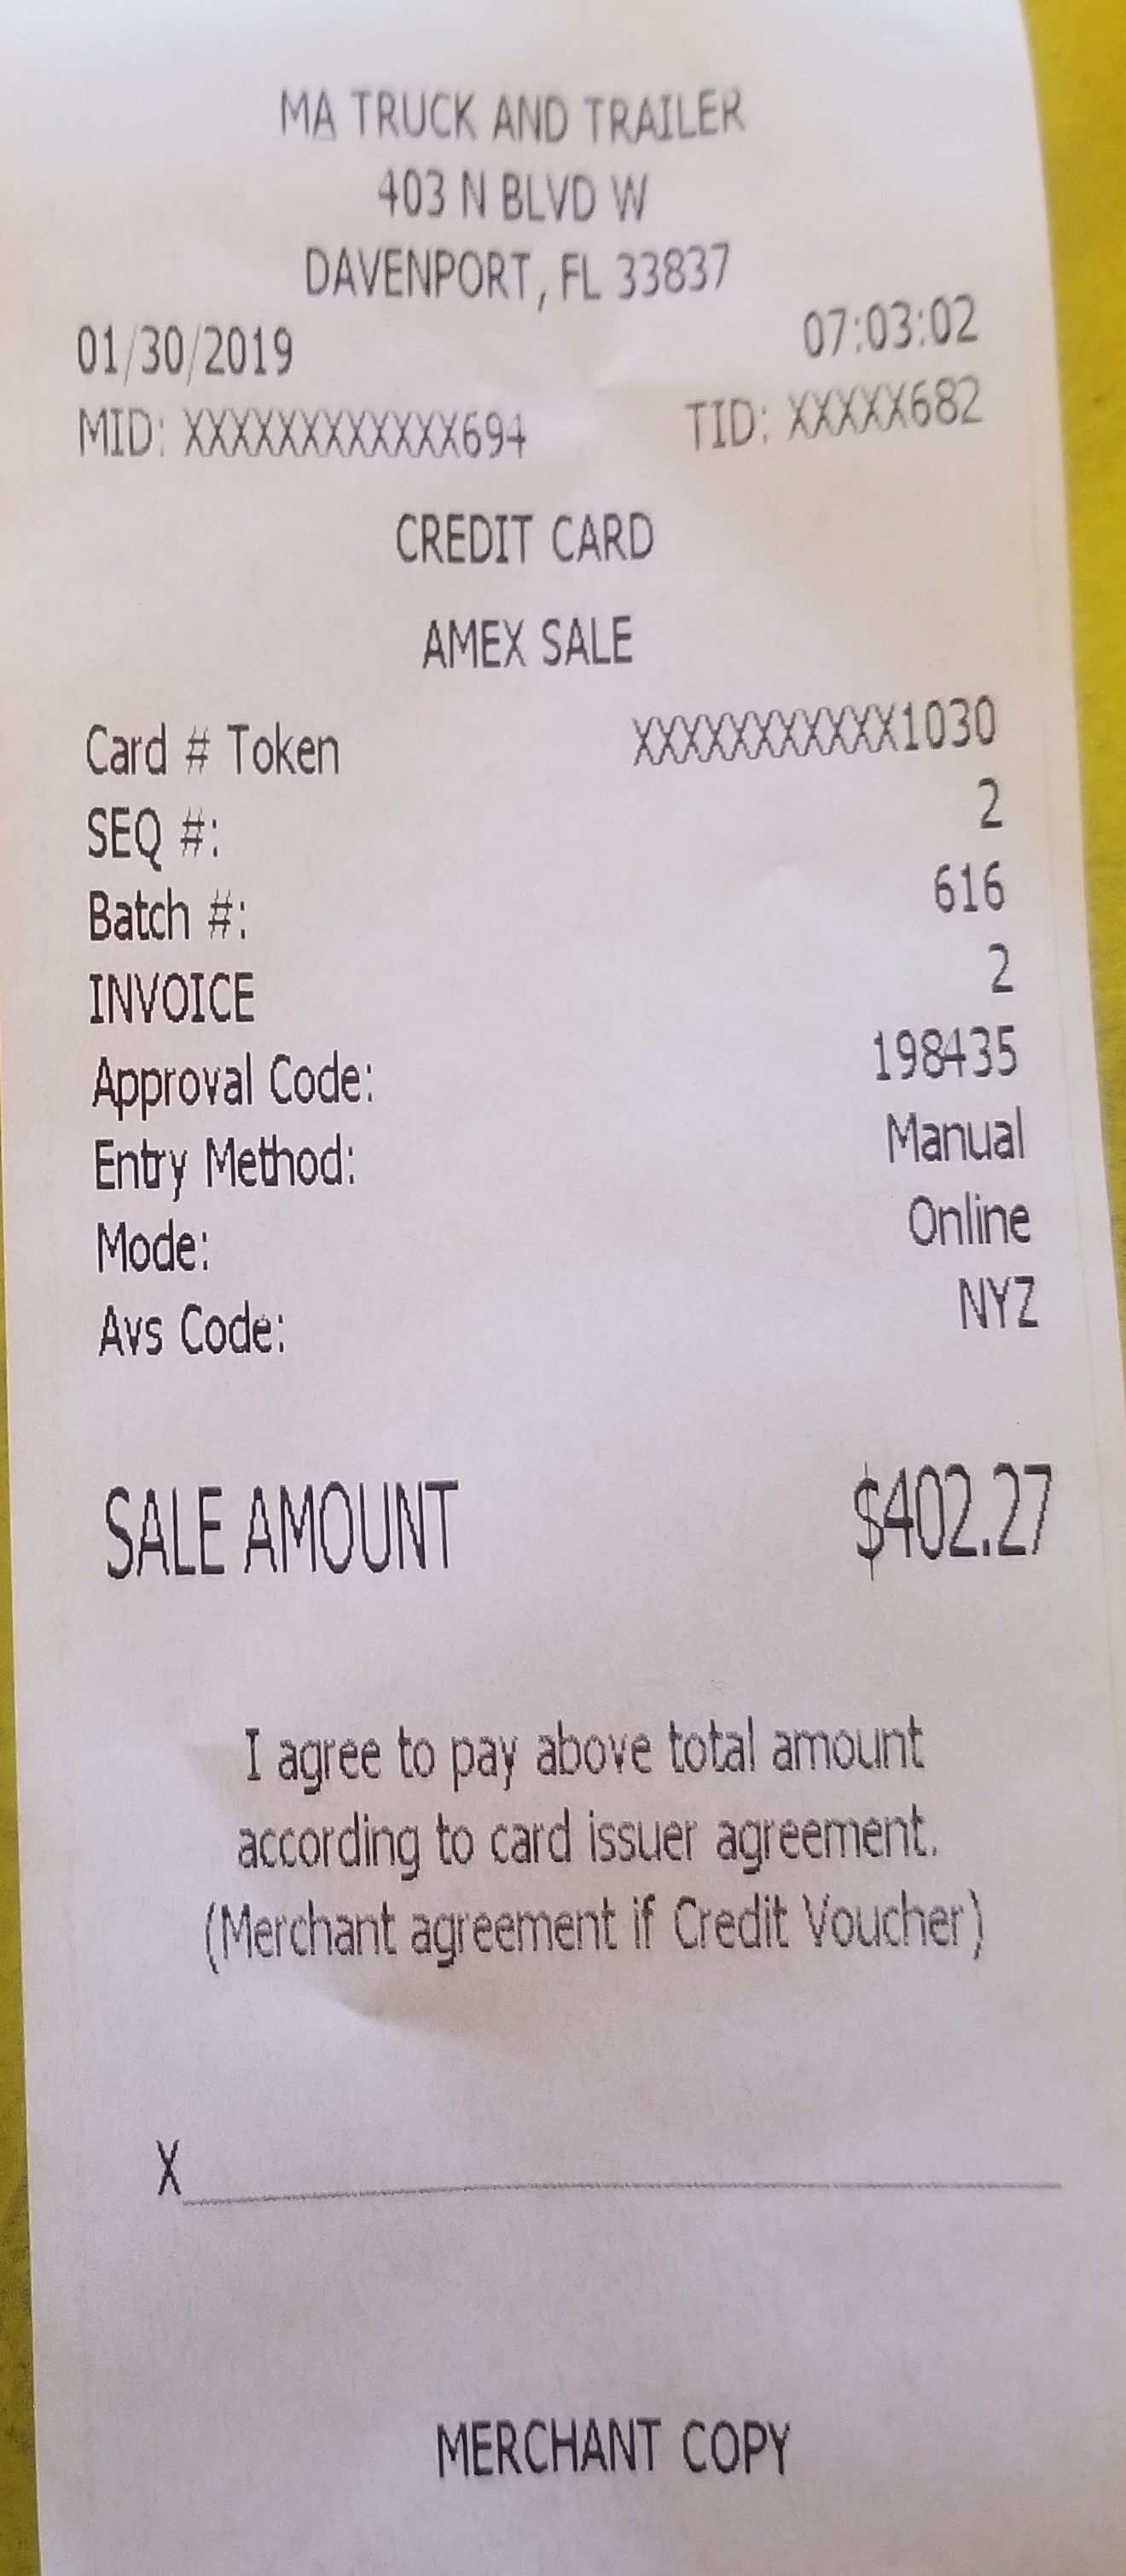 MA TRUCK AND TRAILER
403 N BLVD W
DAVENPORT, FL 33837
01/30/2019 07:03:02
MID: XXXXXXXXXXXX694 TID: XXXXX682
CREDIT CARD
AMEX SALE
Card # Token XXXXXXXXXXX1030
SEQ #: 2
Batch #: 616
INVOICE 2
Approval Code: 198435
Entry Method: Manual
Mode: Online
Avs Code: NYZ
SALE AMOUNT $402.27
I agree to pay above total amount
according to card issuer agreement.
(Merchant agreement if Credit Voucher)
X
MERCHANT COPY